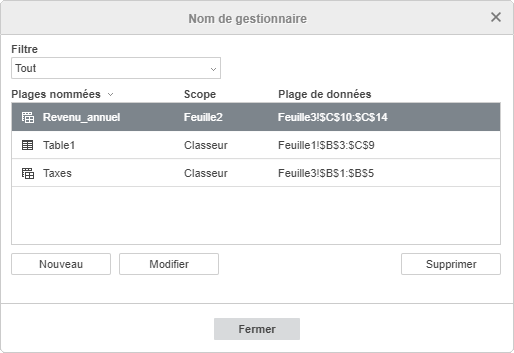 Nom de gestionnaire
Filtre
Tout
Plages nommées Scope Plage de données
Revenu_annuel Feuille2 Feuille3!$C$10:$C$14
Table1 Classeur Feuille1!$B$3:$C$9
Taxes Classeur Feuille3!$B$1:$B$5
Nouveau Modifier Supprimer
Fermer